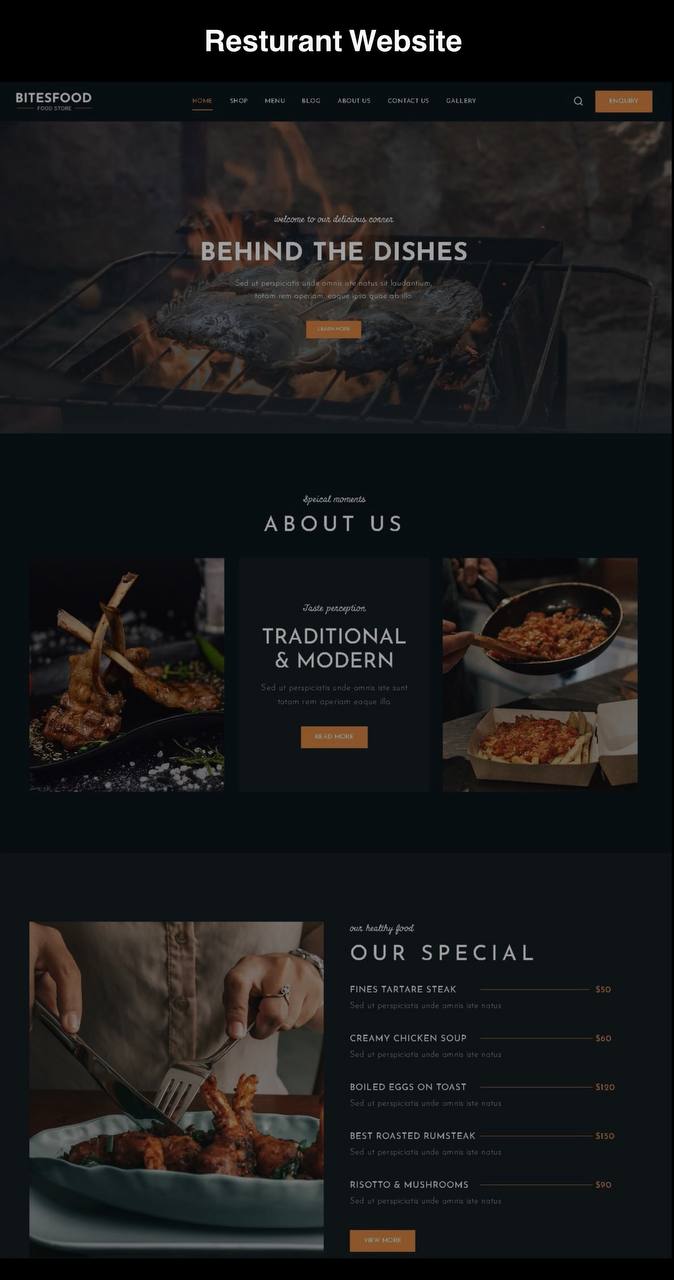 Resturant Website
BITESFOOD
FOOD STORE
HOME SHOP MENU BLOG ABOUT US CONTACT US GALLERY
ENQUIRY
welcome to our delicious corner
BEHIND THE DISHES
Sed ut perspiciatis unde omnis iste natus sit laudantium,
totam rem aperiam, eaque ipsa quae ab illo.
LEARN MORE
Speical moments
ABOUT US
Taste perception
TRADITIONAL
& MODERN
Sed ut perspiciatis unde omnis iste sunt
totam rem aperiam eaque illo.
READ MORE
our healthy food
OUR SPECIAL
FINES TARTARE STEAK $50
Sed ut perspiciatis unde omnis iste natus
CREAMY CHICKEN SOUP $60
Sed ut perspiciatis unde omnis iste natus
BOILED EGGS ON TOAST $120
Sed ut perspiciatis unde omnis iste natus
BEST ROASTED RUMSTEAK $150
Sed ut perspiciatis unde omnis iste natus
RISOTTO & MUSHROOMS $90
Sed ut perspiciatis unde omnis iste natus
VIEW MORE